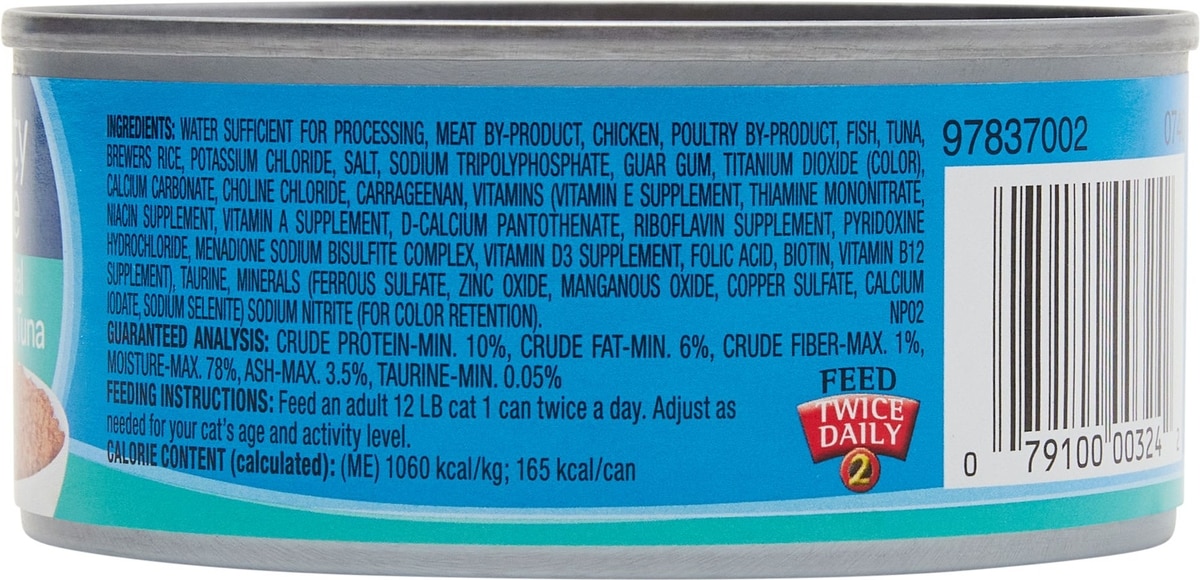 INGREDIENTS: WATER SUFFICIENT FOR PROCESSING, MEAT BY-PRODUCT, CHICKEN, POULTRY BY-PRODUCT, FISH, TUNA,
BREWERS RICE, POTASSIUM CHLORIDE, SALT, SODIUM TRIPOLYPHOSPHATE, GUAR GUM, TITANIUM DIOXIDE (COLOR),
CALCIUM CARBONATE, CHOLINE CHLORIDE, CARRAGEENAN, VITAMINS (VITAMIN E SUPPLEMENT, THIAMINE MONONITRATE,
NIACIN SUPPLEMENT, VITAMIN A SUPPLEMENT, D-CALCIUM PANTOTHENATE, RIBOFLAVIN SUPPLEMENT, PYRIDOXINE
HYDROCHLORIDE, MENADIONE SODIUM BISULFITE COMPLEX, VITAMIN D3 SUPPLEMENT, FOLIC ACID, BIOTIN, VITAMIN B12
SUPPLEMENT), TAURINE, MINERALS (FERROUS SULFATE, ZINC OXIDE, MANGANOUS OXIDE, COPPER SULFATE, CALCIUM
IODATE, SODIUM SELENITE) SODIUM NITRITE (FOR COLOR RETENTION). NP02
GUARANTEED ANALYSIS: CRUDE PROTEIN-MIN. 10%, CRUDE FAT-MIN. 6%, CRUDE FIBER-MAX. 1%,
MOISTURE-MAX. 78%, ASH-MAX. 3.5%, TAURINE-MIN. 0.05%
FEEDING INSTRUCTIONS: Feed an adult 12 LB cat 1 can twice a day. Adjust as
needed for your cat's age and activity level.
CALORIE CONTENT (calculated): (ME) 1060 kcal/kg; 165 kcal/can
FEED
TWICE
DAILY
2
97837002
0 79100 00324
Tuna